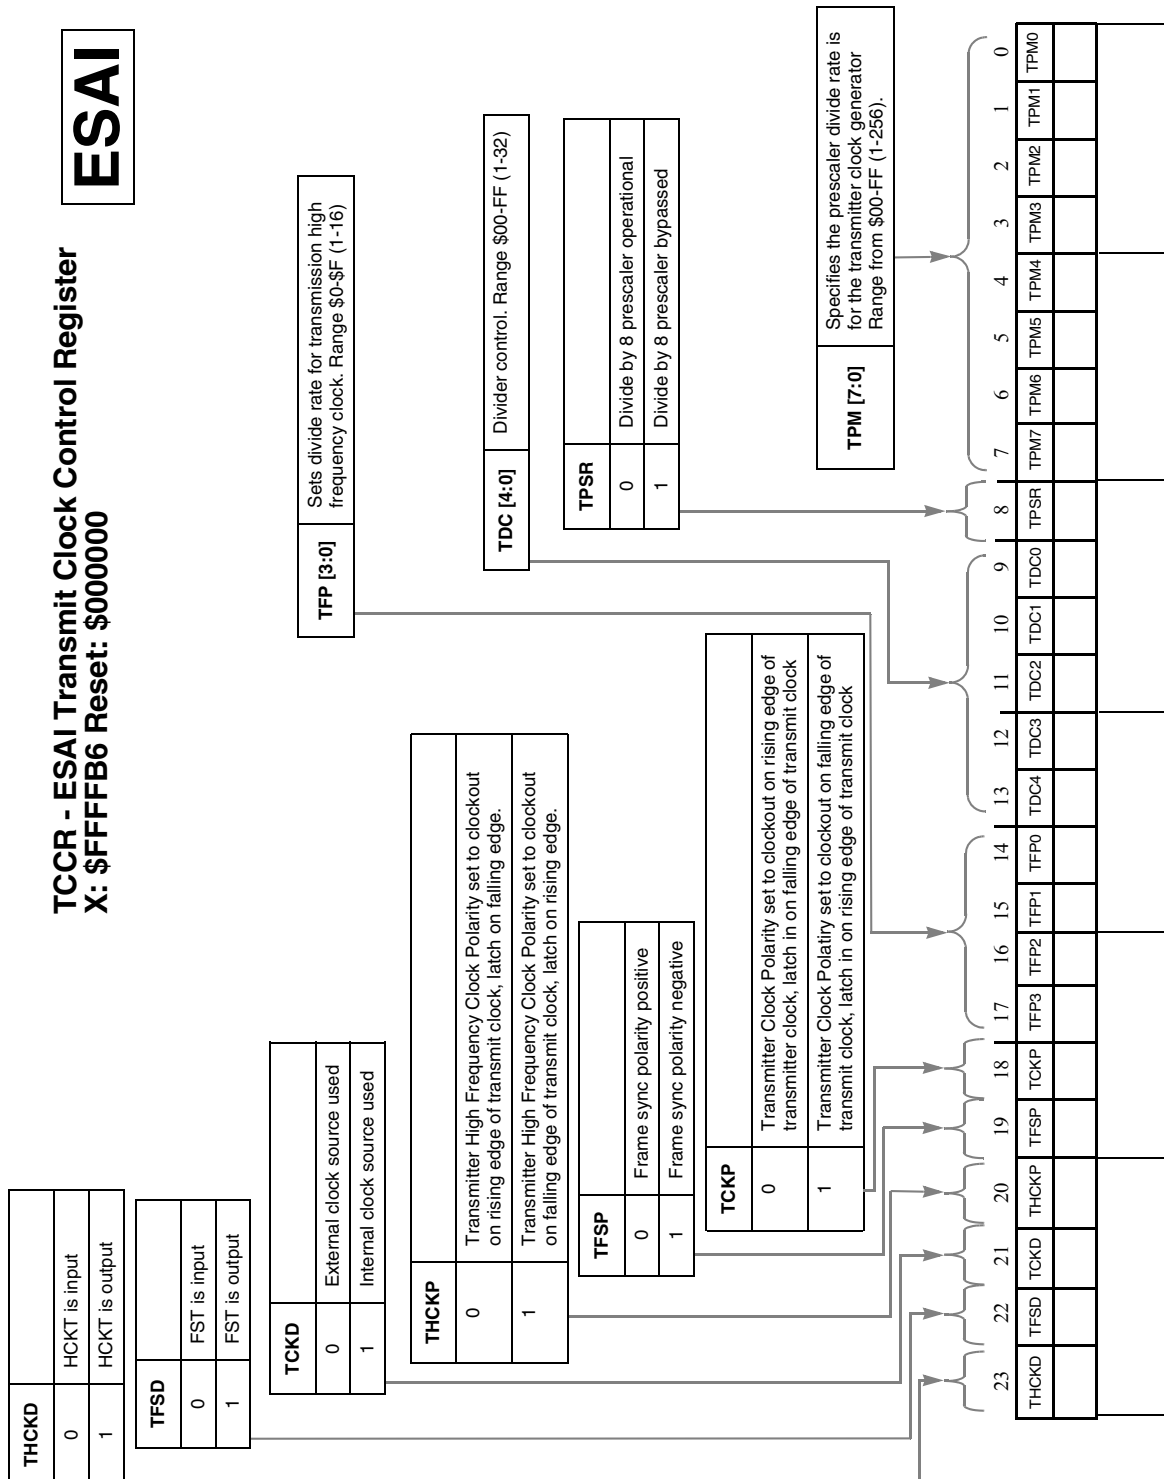 ESAI
TCCR - ESAI Transmit Clock Control Register
X: $FFFFB6 Reset: $000000
THCKD
0 HCKT is input
1 HCKT is output
TFSD
0 FST is input
1 FST is output
TCKD
0 External clock source used
1 Internal clock source used
TFP [3:0] Sets divide rate for transmission high
frequency clock. Range $0-$F (1-16)
THCKP
0 Transmitter High Frequency Clock Polarity set to clockout
on rising edge of transmit clock, latch on falling edge.
1 Transmitter High Frequency Clock Polarity set to clockout
on falling edge of transmit clock, latch on rising edge.
TDC [4:0] Divider control. Range $00-FF (1-32)
TFSP
0 Frame sync polarity positive
1 Frame sync polarity negative
TPSR
0 Divide by 8 prescaler operational
1 Divide by 8 prescaler bypassed
TCKP
0 Transmitter Clock Polarity set to clockout on rising edge of
transmitter clock, latch in on falling edge of transmit clock
1 Transmitter Clock Polatiry set to clockout on falling edge of
transmit clock, latch in on rising edge of transmit clock
TPM [7:0] Specifies the prescaler divide rate is
for the transmitter clock generator
Range from $00-FF (1-256).
23 22 21 20 19 18 17 16 15 14 13 12 11 10 9 8 7 6 5 4 3 2 1 0
THCKD TFSD TCKD THCKP TFSP TCKP TFP3 TFP2 TFP1 TFP0 TDC4 TDC3 TDC2 TDC1 TDC0 TPSR TPM7 TPM6 TPM5 TPM4 TPM3 TPM2 TPM1 TPM0